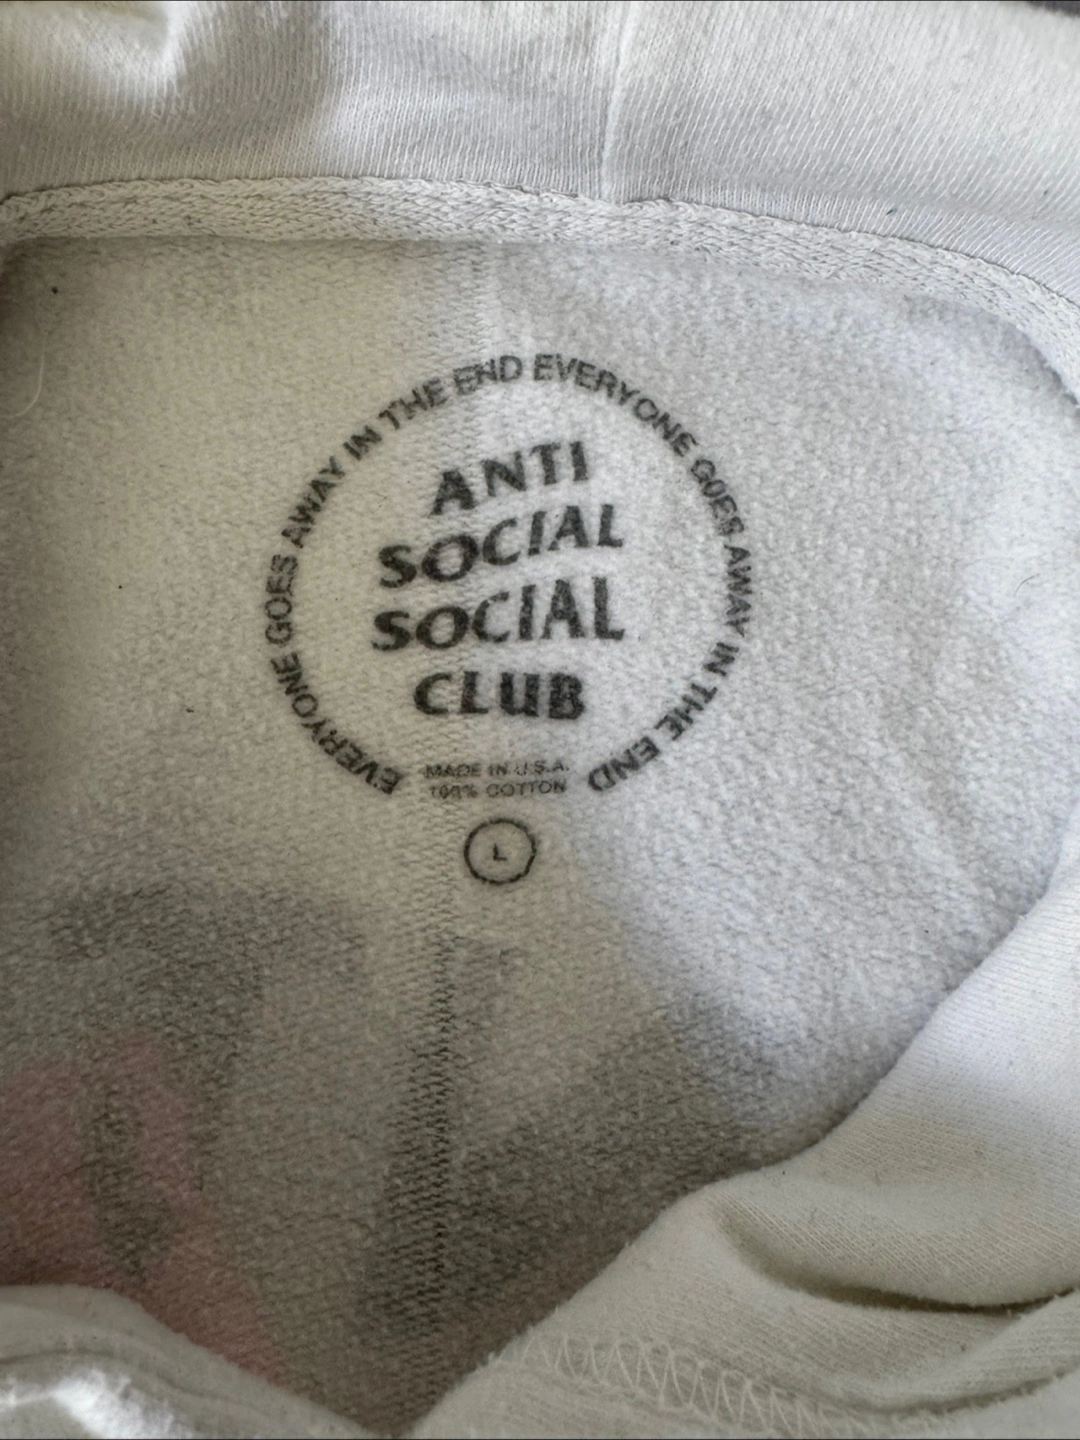 EVERYONE GOES AWAY IN THE END EVERYONE GOES AWAY IN THE END
ANTI
SOCIAL
SOCIAL
CLUB
MADE IN U.S.A.
100% COTTON
L